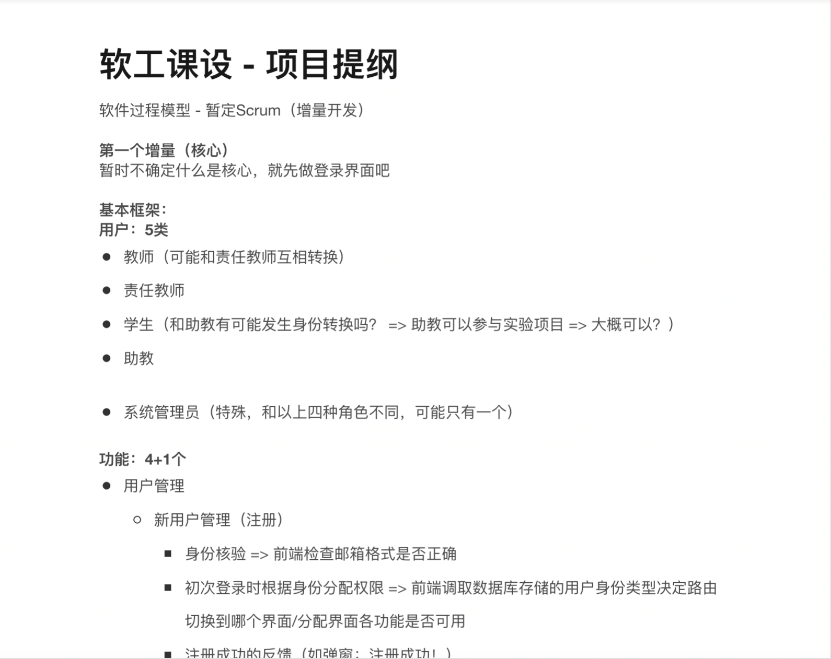 软工课设 - 项目提纲
软件过程模型 - 暂定Scrum（增量开发）
第一个增量（核心）
暂时不确定什么是核心，就先做登录界面吧
基本框架：
用户：5类
● 教师（可能和责任教师互相转换）
● 责任教师
● 学生（和助教有可能发生身份转换吗？ => 助教可以参与实验项目 => 大概可以？）
● 助教
● 系统管理员（特殊，和以上四种角色不同，可能只有一个）
功能：4+1个
● 用户管理
○ 新用户管理（注册）
■ 身份核验 => 前端检查邮箱格式是否正确
■ 初次登录时根据身份分配权限 => 前端调取数据库存储的用户身份类型决定路由
切换到哪个界面/分配界面各功能是否可用
■ 注册成功的反馈（如弹窗：注册成功！）